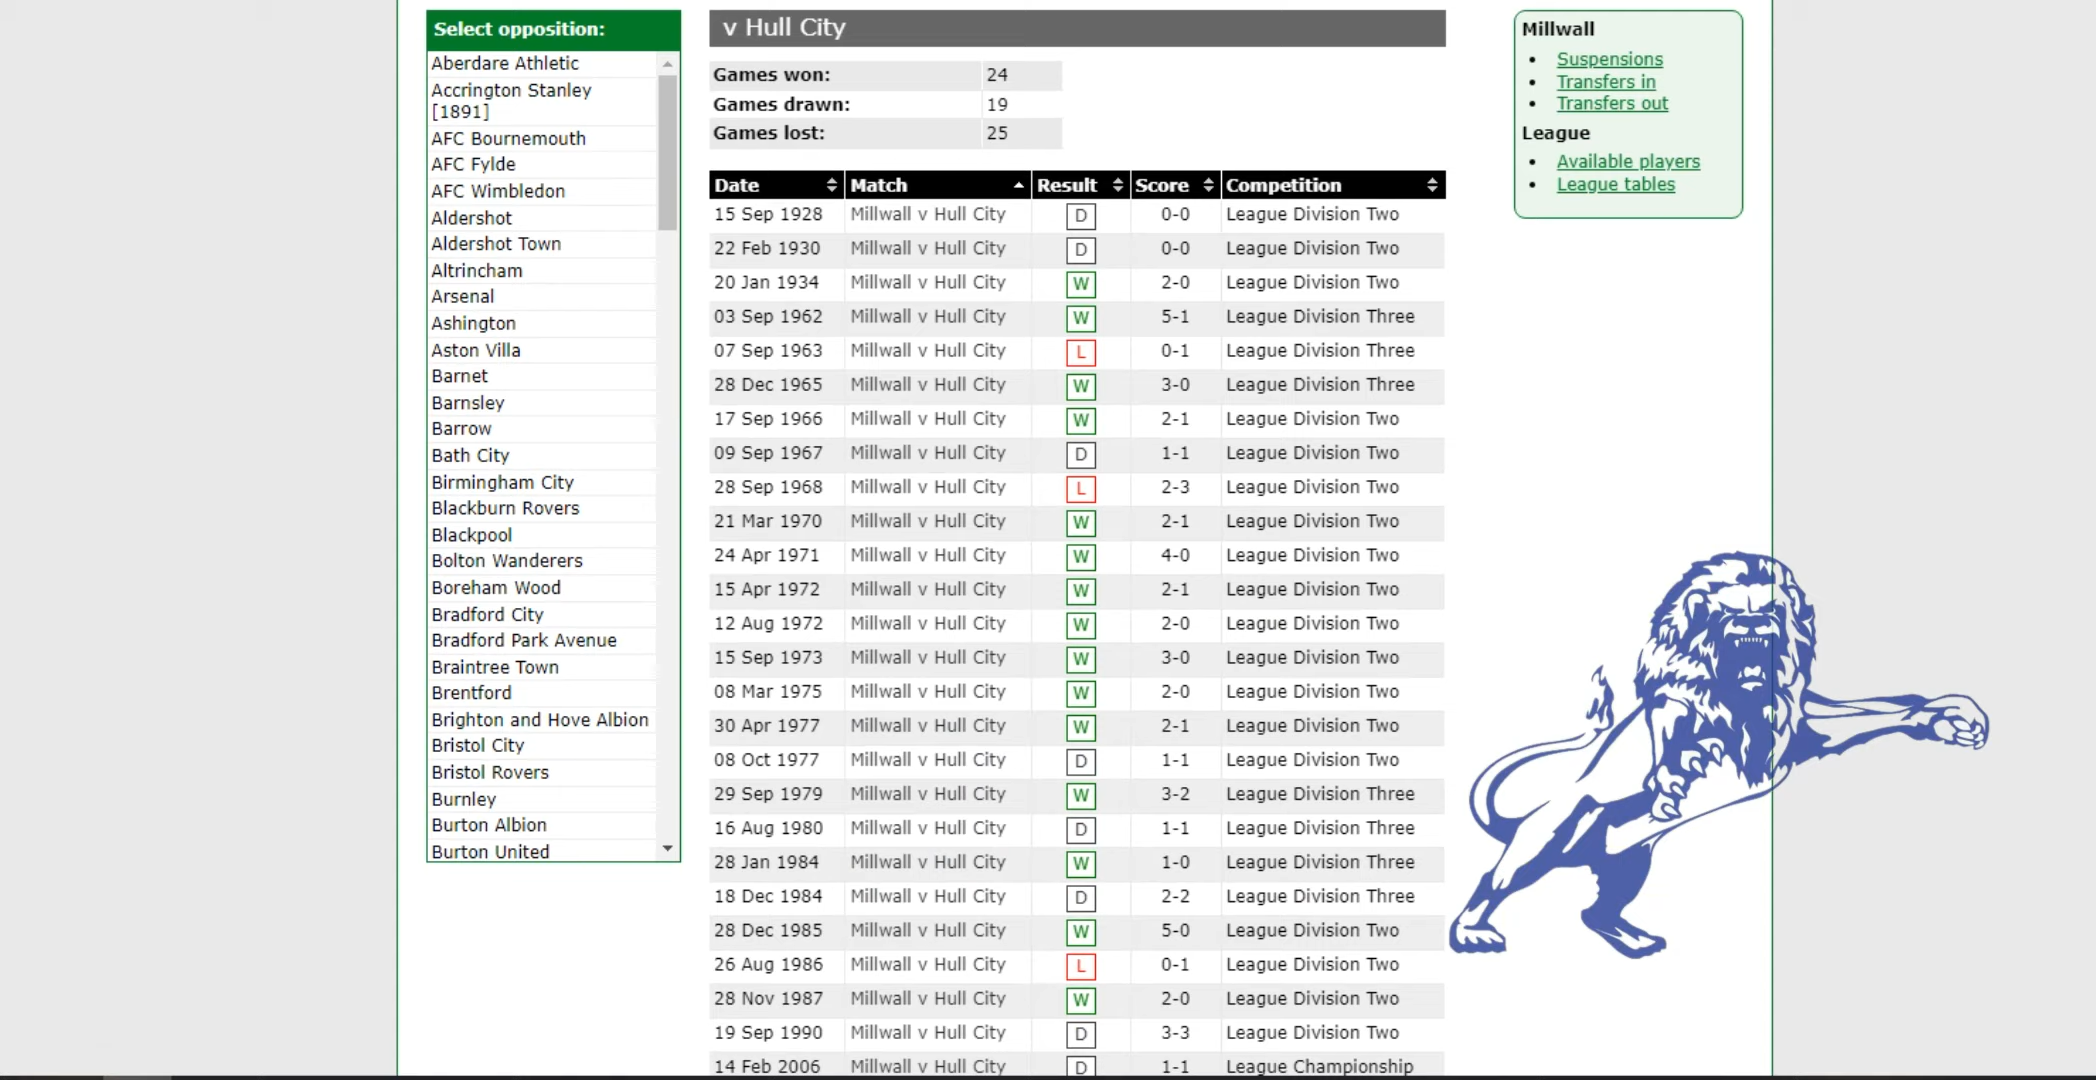 Select opposition:
Aberdare Athletic
Accrington Stanley
[1891]
AFC Bournemouth
AFC Fylde
AFC Wimbledon
Aldershot
Aldershot Town
Altrincham
Arsenal
Ashington
Aston Villa
Barnet
Barnsley
Barrow
Bath City
Birmingham City
Blackburn Rovers
Blackpool
Bolton Wanderers
Boreham Wood
Bradford City
Bradford Park Avenue
Braintree Town
Brentford
Brighton and Hove Albion
Bristol City
Bristol Rovers
Burnley
Burton Albion
Burton United
v Hull City
Games won: 24
Games drawn: 19
Games lost: 25
Date Match Result Score Competition
15 Sep 1928 Millwall v Hull City D 0-0 League Division Two
22 Feb 1930 Millwall v Hull City D 0-0 League Division Two
20 Jan 1934 Millwall v Hull City W 2-0 League Division Two
03 Sep 1962 Millwall v Hull City W 5-1 League Division Three
07 Sep 1963 Millwall v Hull City L 0-1 League Division Three
28 Dec 1965 Millwall v Hull City W 3-0 League Division Three
17 Sep 1966 Millwall v Hull City W 2-1 League Division Two
09 Sep 1967 Millwall v Hull City D 1-1 League Division Two
28 Sep 1968 Millwall v Hull City L 2-3 League Division Two
21 Mar 1970 Millwall v Hull City W 2-1 League Division Two
24 Apr 1971 Millwall v Hull City W 4-0 League Division Two
15 Apr 1972 Millwall v Hull City W 2-1 League Division Two
12 Aug 1972 Millwall v Hull City W 2-0 League Division Two
15 Sep 1973 Millwall v Hull City W 3-0 League Division Two
08 Mar 1975 Millwall v Hull City W 2-0 League Division Two
30 Apr 1977 Millwall v Hull City W 2-1 League Division Two
08 Oct 1977 Millwall v Hull City D 1-1 League Division Two
29 Sep 1979 Millwall v Hull City W 3-2 League Division Three
16 Aug 1980 Millwall v Hull City D 1-1 League Division Three
28 Jan 1984 Millwall v Hull City W 1-0 League Division Three
18 Dec 1984 Millwall v Hull City D 2-2 League Division Three
28 Dec 1985 Millwall v Hull City W 5-0 League Division Two
26 Aug 1986 Millwall v Hull City L 0-1 League Division Two
28 Nov 1987 Millwall v Hull City W 2-0 League Division Two
19 Sep 1990 Millwall v Hull City D 3-3 League Division Two
14 Feb 2006 Millwall v Hull City D 1-1 League Championship
Millwall
Suspensions
Transfers in
Transfers out
League
Available players
League tables